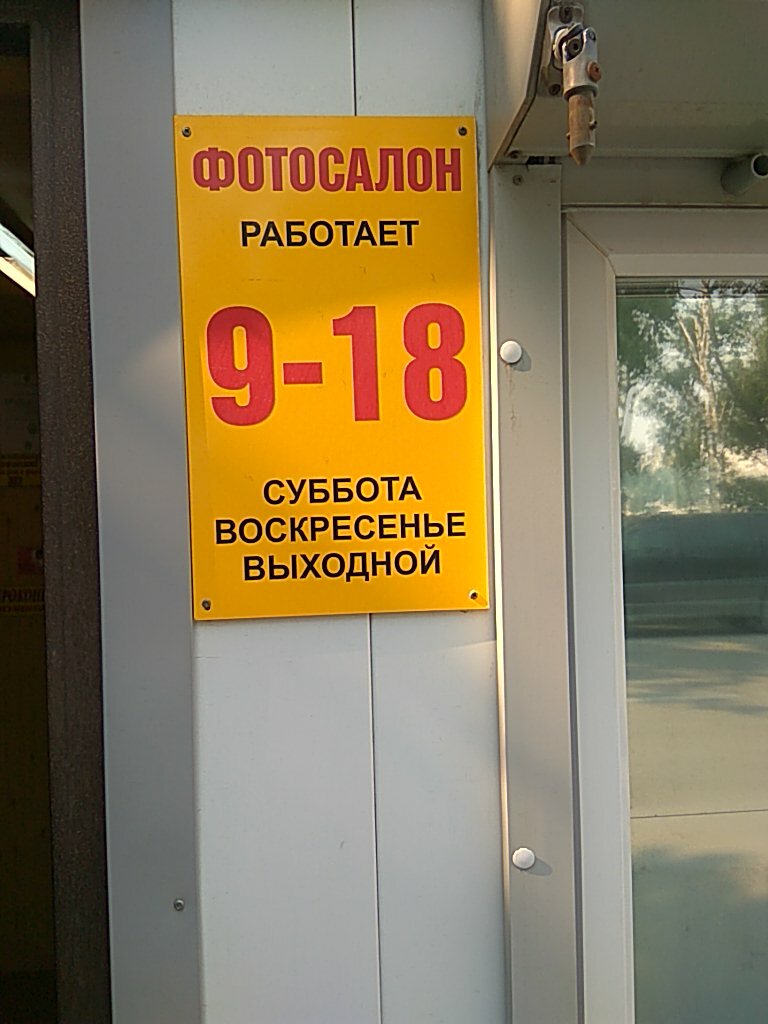 ФОТОСАЛОН
РАБОТАЕТ
9-18
СУББОТА
ВОСКРЕСЕНЬЕ
ВЫХОДНОЙ